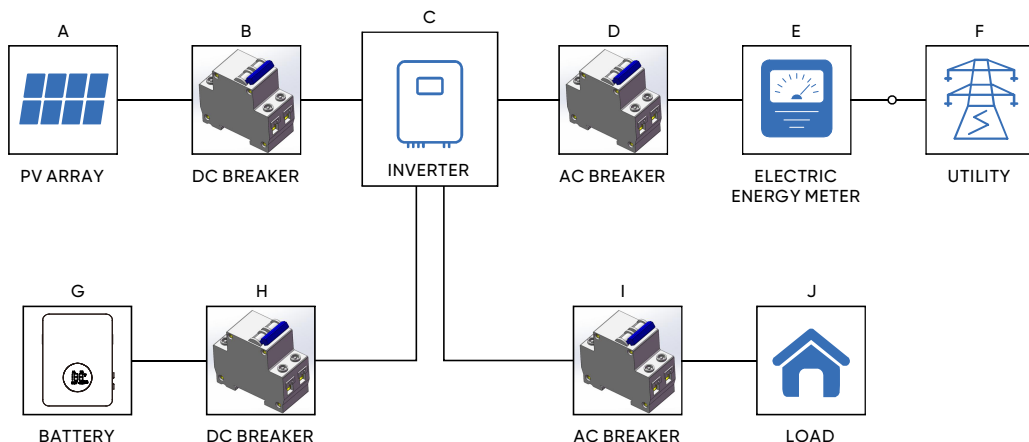 A
B
C
D
E
F
PV ARRAY
DC BREAKER
INVERTER
AC BREAKER
ELECTRIC
ENERGY METER
UTILITY
G
H
I
J
BATTERY
DC BREAKER
AC BREAKER
LOAD